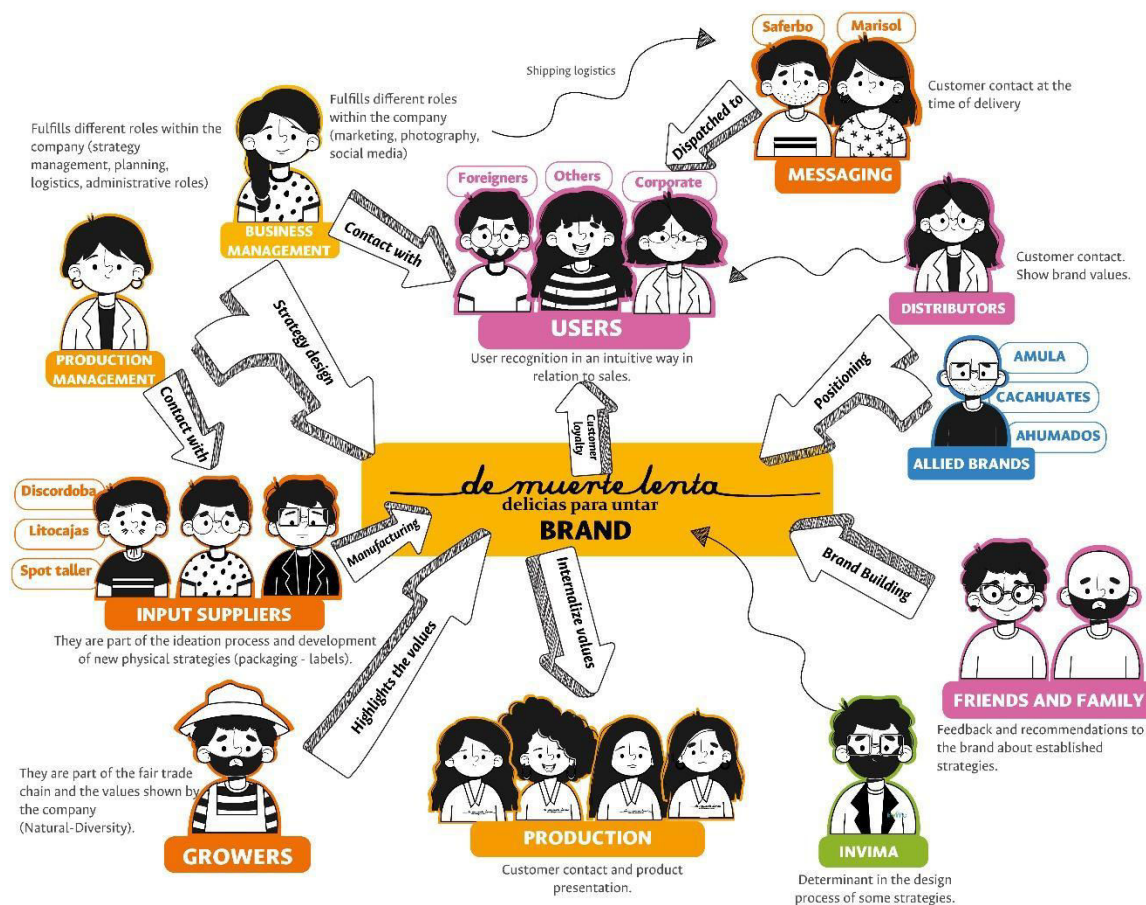 Saferbo
Marisol
Shipping logistics
Customer contact at the
time of delivery
Dispatched to
MESSAGING
Fulfills different roles within the
company (strategy
management, planning,
logistics, administrative roles)
Fulfills different roles
within the company
(marketing, photography,
social media)
BUSINESS
MANAGEMENT
Contact with
Foreigners
Others
Corporate
USERS
User recognition in an intuitive way in
relation to sales.
Customer contact.
Show brand values.
DISTRIBUTORS
PRODUCTION
MANAGEMENT
Strategy design
Contact with
Customer
loyalty
Positioning
AMULA
CACAHUATES
AHUMADOS
ALLIED BRANDS
de muerte lenta
delicias para untar
BRAND
Discordoba
Litocajas
Spot taller
INPUT SUPPLIERS
They are part of the ideation process and development
of new physical strategies (packaging - labels).
Manufacturing
Highlights the values
Internalize values
Brand Building
FRIENDS AND FAMILY
Feedback and recommendations to
the brand about established
strategies.
They are part of the fair trade
chain and the values shown by
the company
(Natural-Diversity).
GROWERS
PRODUCTION
Customer contact and product
presentation.
INVIMA
Determinant in the design
process of some strategies.